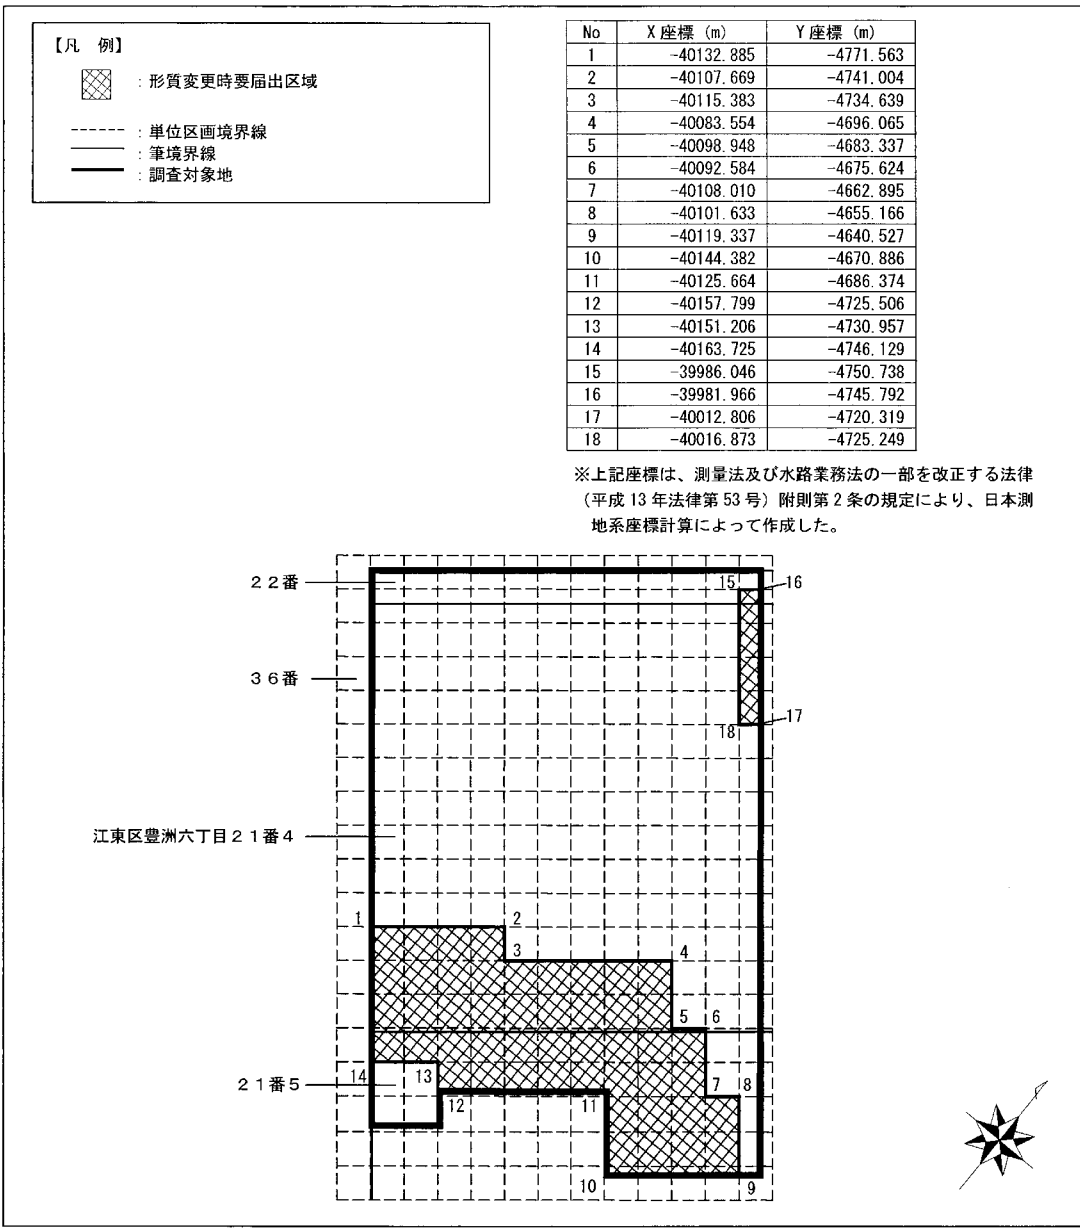 【凡 例】
：形質変更時要届出区域
：単位区画境界線
：筆境界線
：調査対象地
No X座標 (m) Y座標 (m)
1 -40132.885 -4771.563
2 -40107.669 -4741.004
3 -40115.383 -4734.639
4 -40083.554 -4696.065
5 -40098.948 -4683.337
6 -40092.584 -4675.624
7 -40108.010 -4662.895
8 -40101.633 -4655.166
9 -40119.337 -4640.527
10 -40144.382 -4670.886
11 -40125.664 -4686.374
12 -40157.799 -4725.506
13 -40151.206 -4730.957
14 -40163.725 -4746.129
15 -39986.046 -4750.738
16 -39981.966 -4745.792
17 -40012.806 -4720.319
18 -40016.873 -4725.249
※上記座標は、測量法及び水路業務法の一部を改正する法律
（平成13年法律第53号）附則第2条の規定により、日本測
地系座標計算によって作成した。
22番
15
16
36番
17
18
江東区豊洲六丁目21番4
1
2
3
4
5
6
21番5
14
13
7
8
12
11
10
9